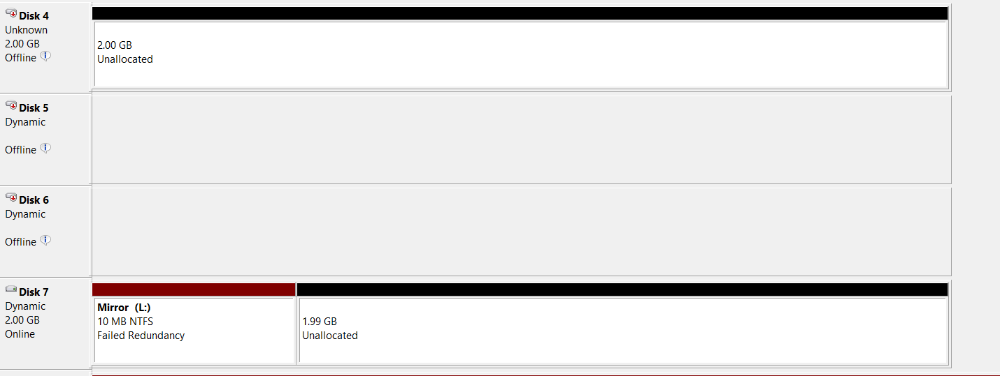 Disk 4
Unknown
2.00 GB
Offline
2.00 GB
Unallocated
Disk 5
Dynamic
Offline
Disk 6
Dynamic
Offline
Disk 7
Dynamic
2.00 GB
Online
Mirror (L:)
10 MB NTFS
Failed Redundancy
1.99 GB
Unallocated